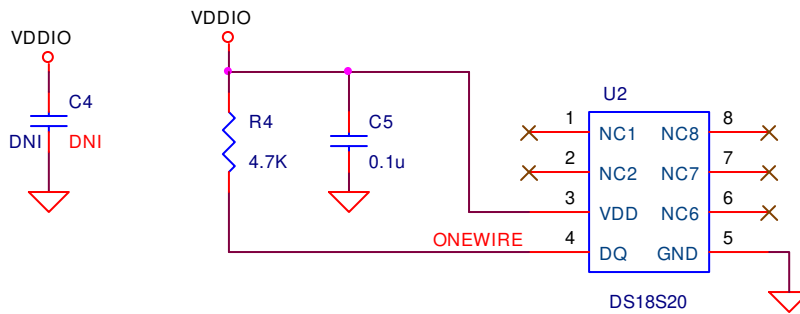 VDDIO
C4
DNI DNI
VDDIO
R4
4.7K
C5
0.1u
U2
1 NC1 NC8 8
2 NC2 NC7 7
3 VDD NC6 6
ONEWIRE 4 DQ GND 5
DS18S20